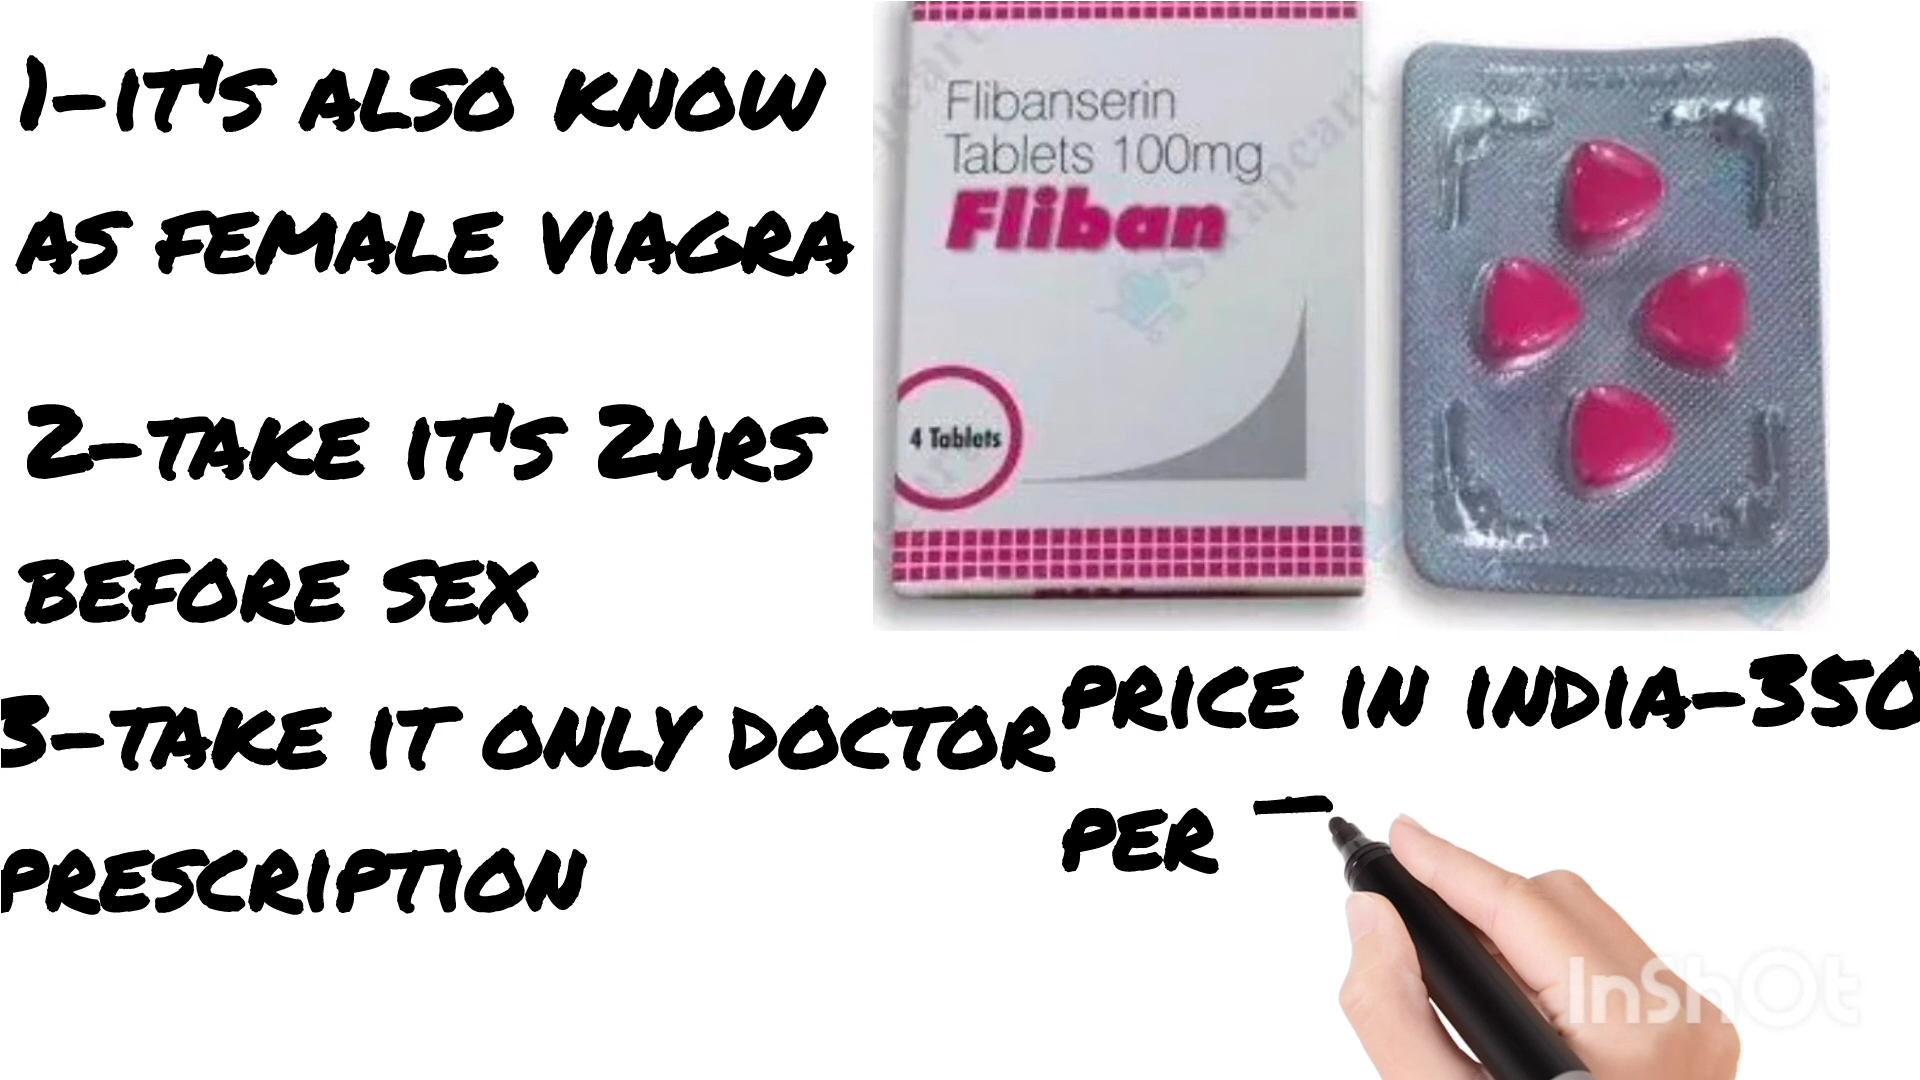 1-IT'S ALSO KNOW
AS FEMALE VIAGRA
2-TAKE IT'S 2HRS
BEFORE SEX
3-TAKE IT ONLY DOCTOR
PRESCRIPTION
Flibanserin
Tablets 100mg
Fliban
4 Tablets
PRICE IN INDIA-350
PER
InShOt